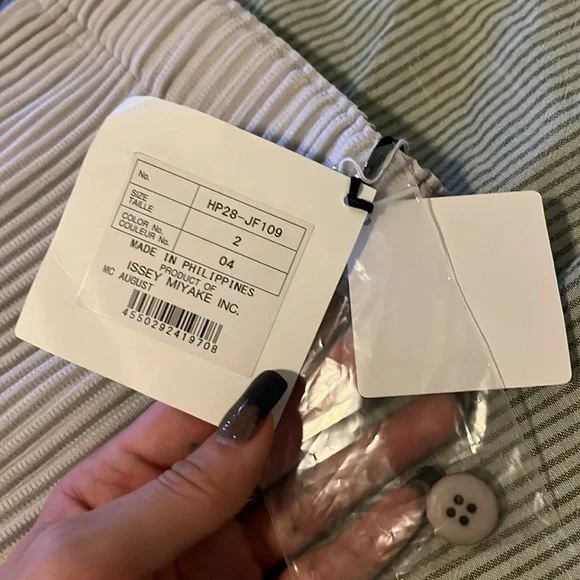 No. HP28-JF109
SIZE
TAILLE 2
COLOR No.
COULEUR No. 04
MADE IN PHILIPPINES
PRODUCT OF
ISSEY MIYAKE INC.
MC AUGUST
4550292419708